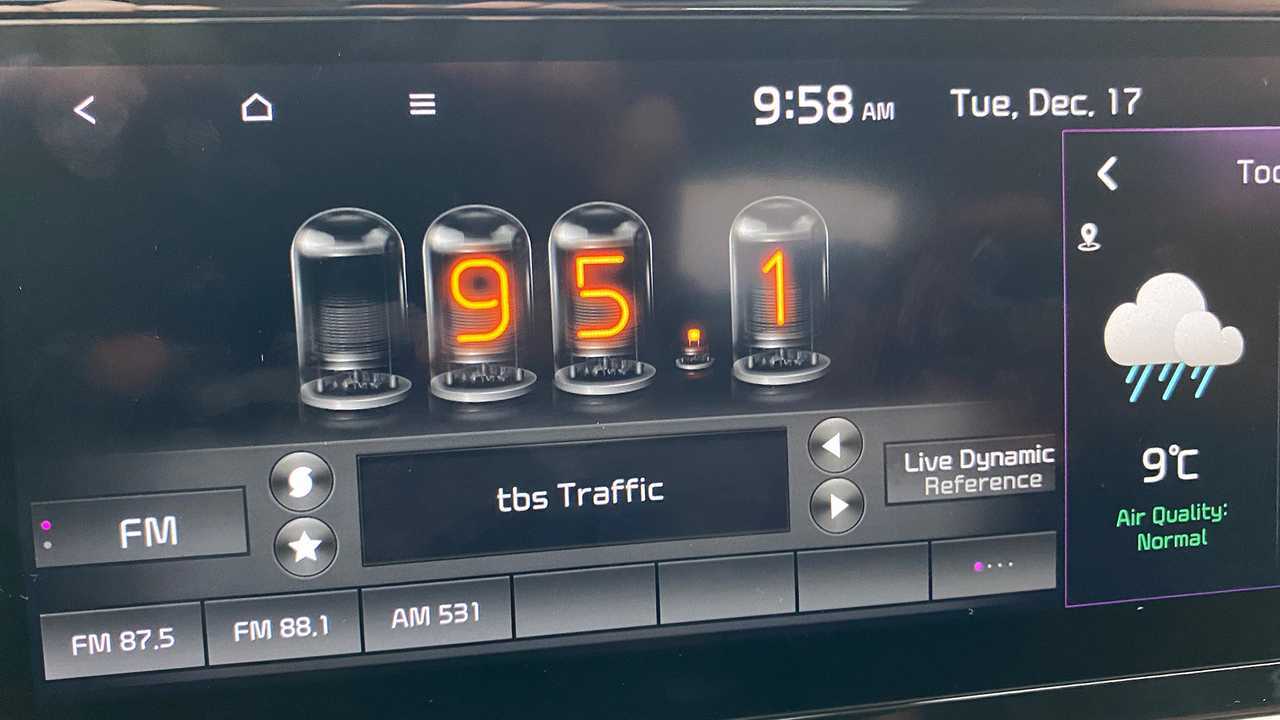 9:58 AM
Tue, Dec. 17
95.1
FM
tbs Traffic
Live Dynamic
Reference
FM 87.5
FM 88.1
AM 531
9℃
Air Quality:
Normal